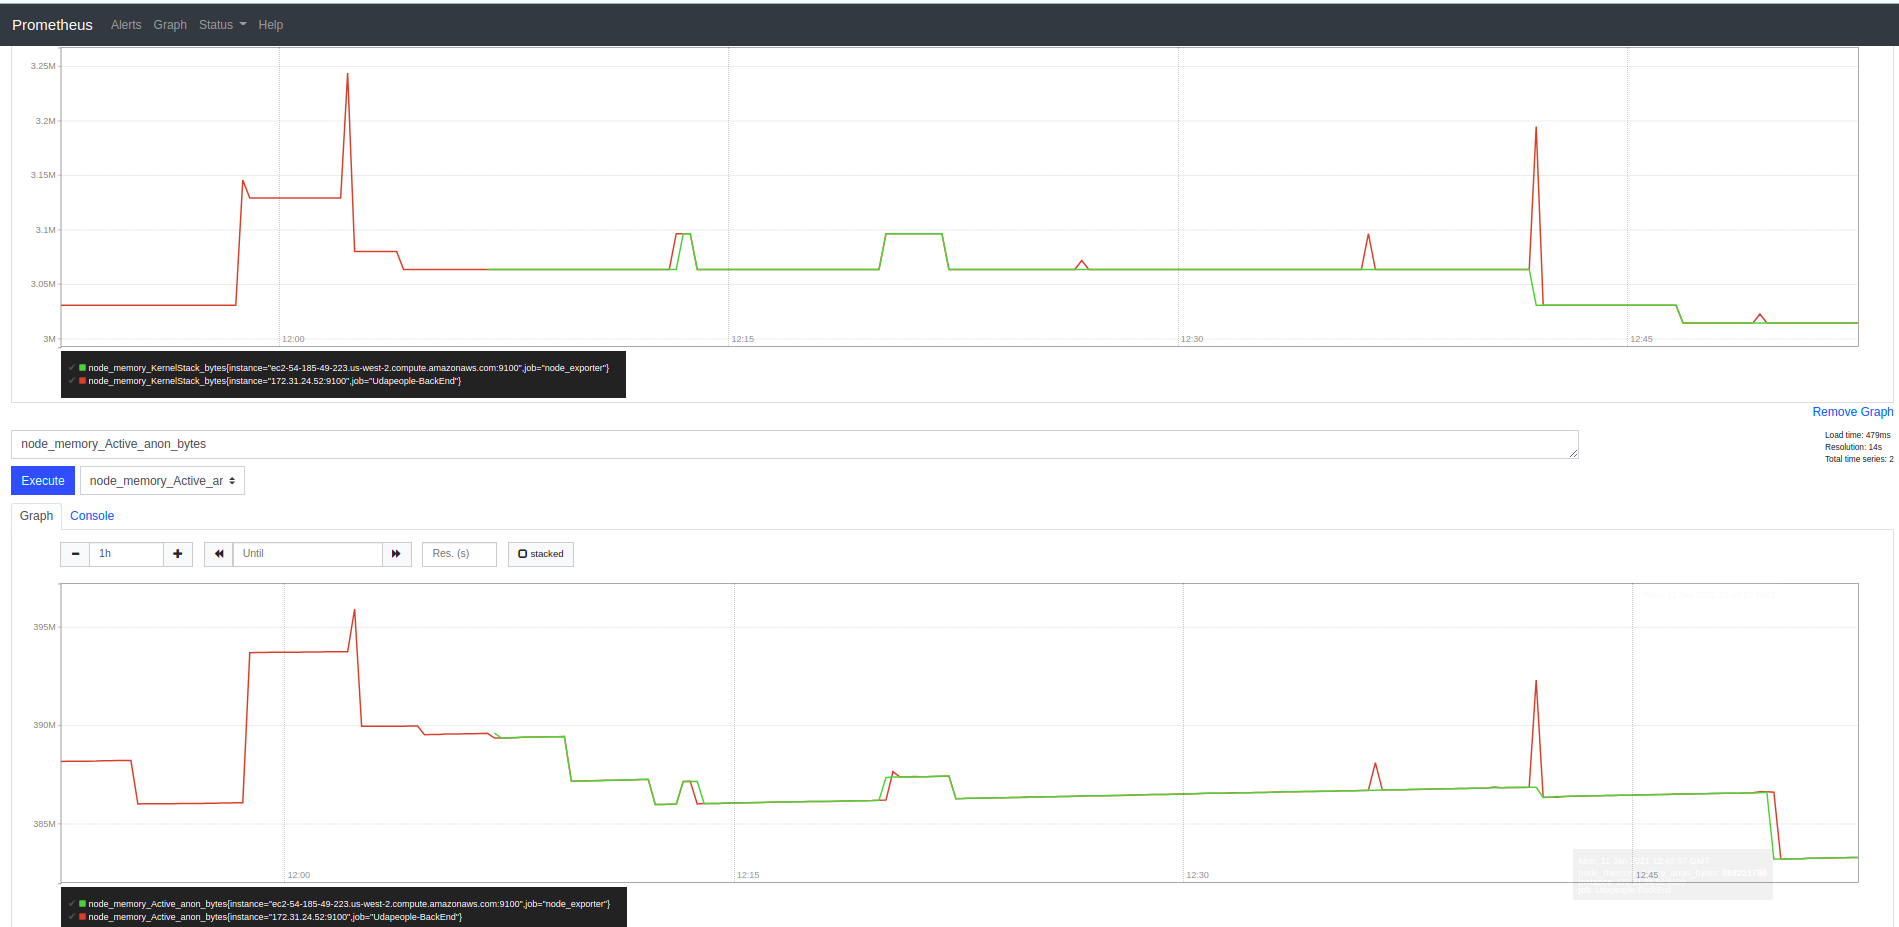 Prometheus Alerts Graph Status Help
3.25M
3.2M
3.15M
3.1M
3.05M
3M
12:00 12:15 12:30 12:45
✔ node_memory_KernelStack_bytes{instance="ec2-54-185-49-223.us-west-2.compute.amazonaws.com:9100",job="node_exporter"}
✔ node_memory_KernelStack_bytes{instance="172.31.24.52:9100",job="Udapeople-BackEnd"}
Remove Graph
node_memory_Active_anon_bytes
Load time: 479ms
Resolution: 14s
Total time series: 2
Execute node_memory_Active_ar
Graph Console
1h Until Res. (s) stacked
395M
390M
385M
12:00 12:15 12:30 12:45
✔ node_memory_Active_anon_bytes{instance="ec2-54-185-49-223.us-west-2.compute.amazonaws.com:9100",job="node_exporter"}
✔ node_memory_Active_anon_bytes{instance="172.31.24.52:9100",job="Udapeople-BackEnd"}